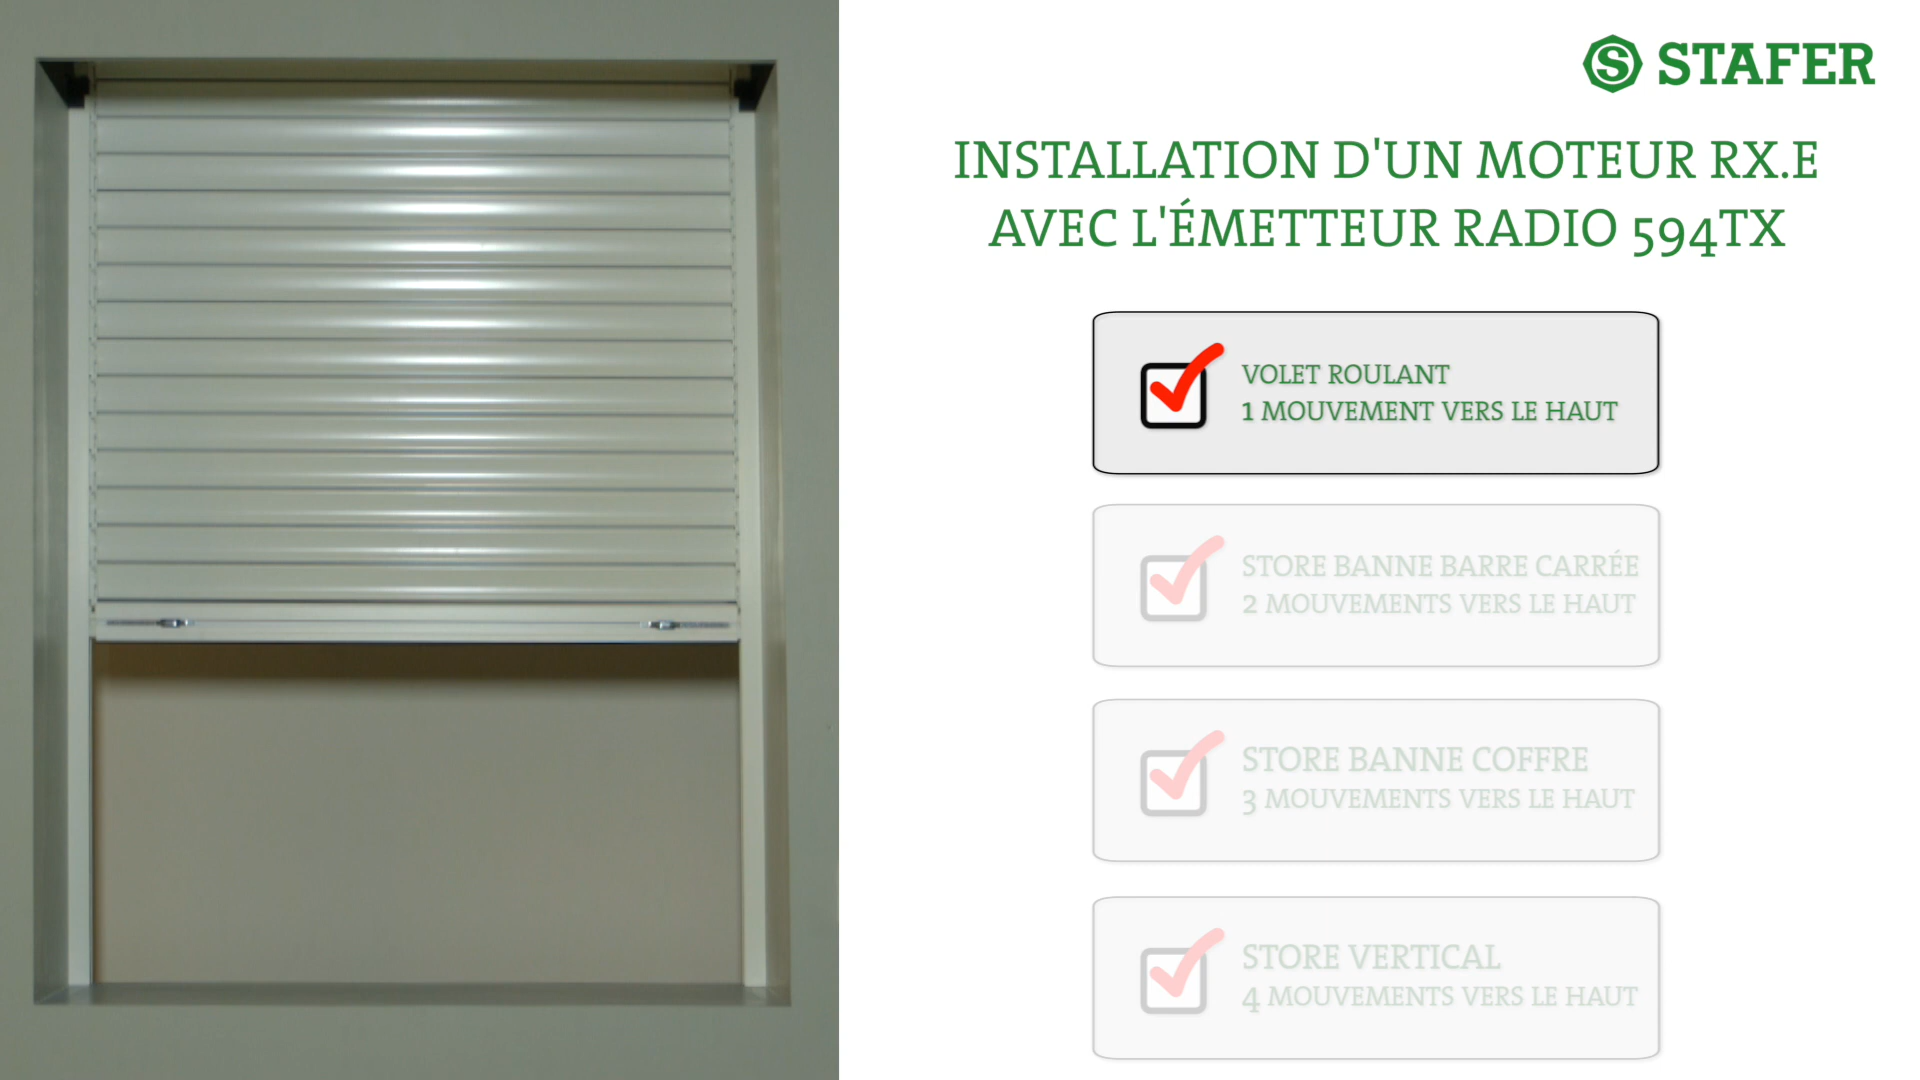 STAFER
INSTALLATION D'UN MOTEUR RX.E
AVEC L'ÉMETTEUR RADIO 594TX
VOLET ROULANT
1 MOUVEMENT VERS LE HAUT
STORE BANNE BARRE CARRÉE
2 MOUVEMENTS VERS LE HAUT
STORE BANNE COFFRE
3 MOUVEMENTS VERS LE HAUT
STORE VERTICAL
4 MOUVEMENTS VERS LE HAUT